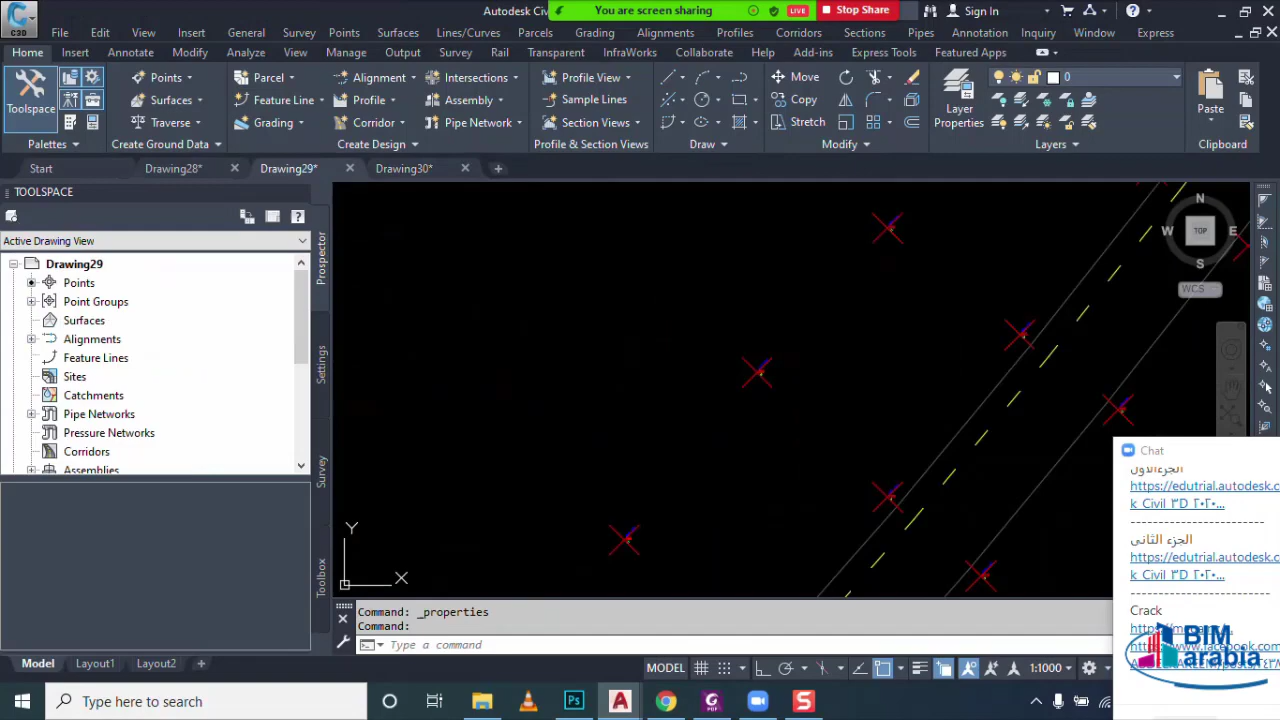 Autodesk Civ
You are screen sharing
LIVE
Stop Share
Sign In
C3D
File Edit View Insert General Survey Points Surfaces Lines/Curves Parcels Grading Alignments Profiles Corridors Sections Pipes Annotation Inquiry Window Express
Home Insert Annotate Modify Analyze View Manage Output Survey Rail Transparent InfraWorks Collaborate Help Add-ins Express Tools Featured Apps
Toolspace
Points
Surfaces
Traverse
Parcel
Feature Line
Grading
Alignment
Profile
Corridor
Intersections
Assembly
Pipe Network
Profile View
Sample Lines
Section Views
Move
Copy
Stretch
Layer
Properties
0
Paste
Palettes Create Ground Data Create Design Profile & Section Views Draw Modify Layers Clipboard
Start Drawing28* Drawing29* Drawing30*
TOOLSPACE
Active Drawing View
Drawing29
Points
Point Groups
Surfaces
Alignments
Feature Lines
Sites
Catchments
Pipe Networks
Pressure Networks
Corridors
Assemblies
Prospector
Settings
Survey
Toolbox
N
W TOP E
S
WCS
Y
X
Chat
الجزءالاول
https://edutrial.autodesk.c
k_Civil_٣D_٢٠٢٠...
الجزء الثانى
https://edutrial.autodesk.c
k_Civil_٣D_٢٠٢٠...
Crack
BIM
arabia
Command: _properties
Command:
Type a command
Model Layout1 Layout2
MODEL 1:1000
Type here to search